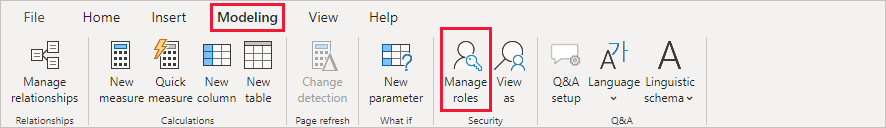 File Home Insert Modeling View Help
Manage relationships
New measure
Quick measure
New column
New table
Change detection
New parameter
Manage roles
View as
Q&A setup
Language
Linguistic schema
Relationships Calculations Page refresh What if Security Q&A